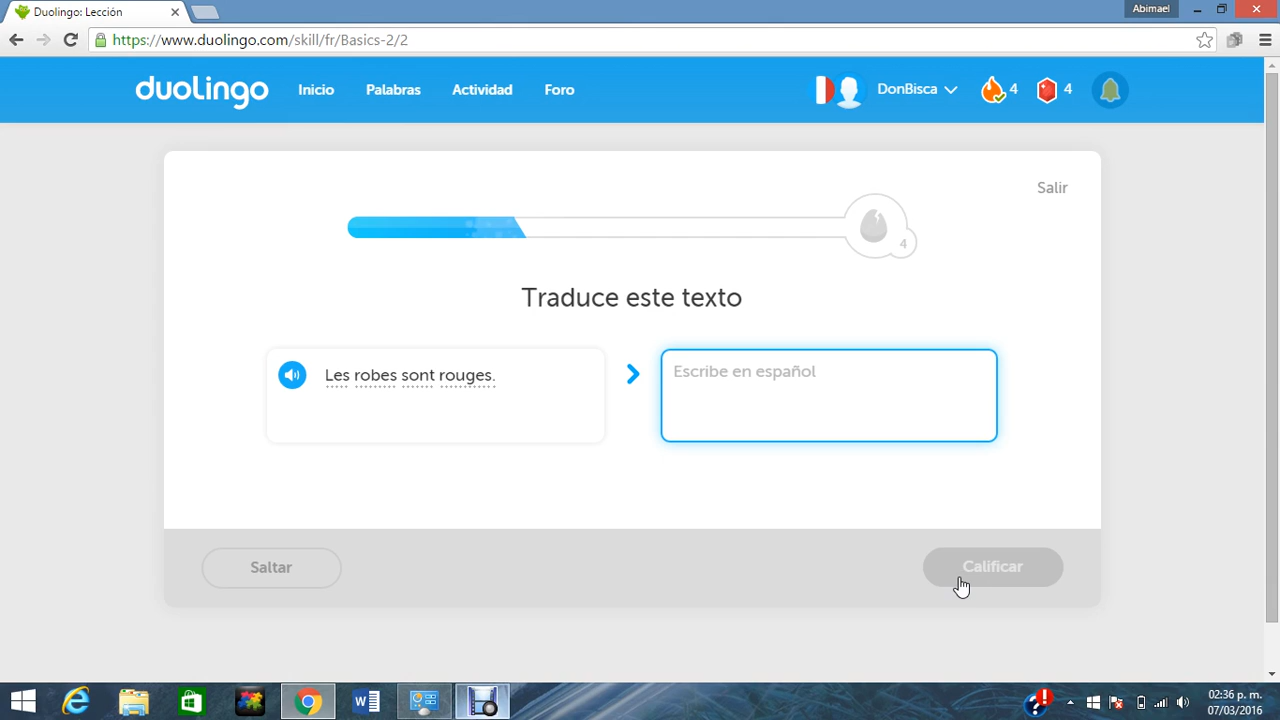 Duolingo: Lección
Abimael
https://www.duolingo.com/skill/fr/Basics-2/2
duolingo Inicio Palabras Actividad Foro DonBisca 4 4
Salir
4
Traduce este texto
Les robes sont rouges.
Escribe en español
Saltar
Calificar
02:36 p. m.
07/03/2016